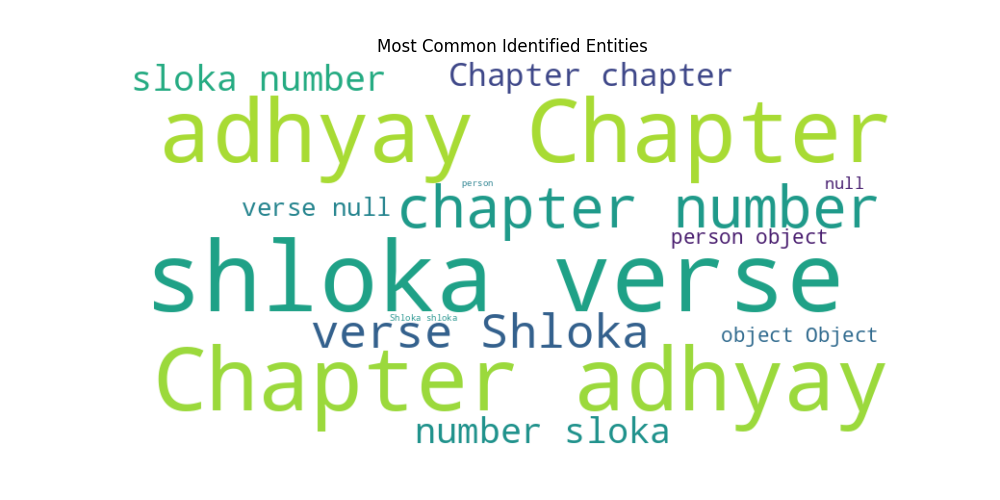 Most Common Identified Entities
sloka number
Chapter chapter
adhyay Chapter
person
null
verse null
chapter number
person object
shloka verse
Shloka shloka
verse Shloka
object Object
Chapter adhyay
number sloka